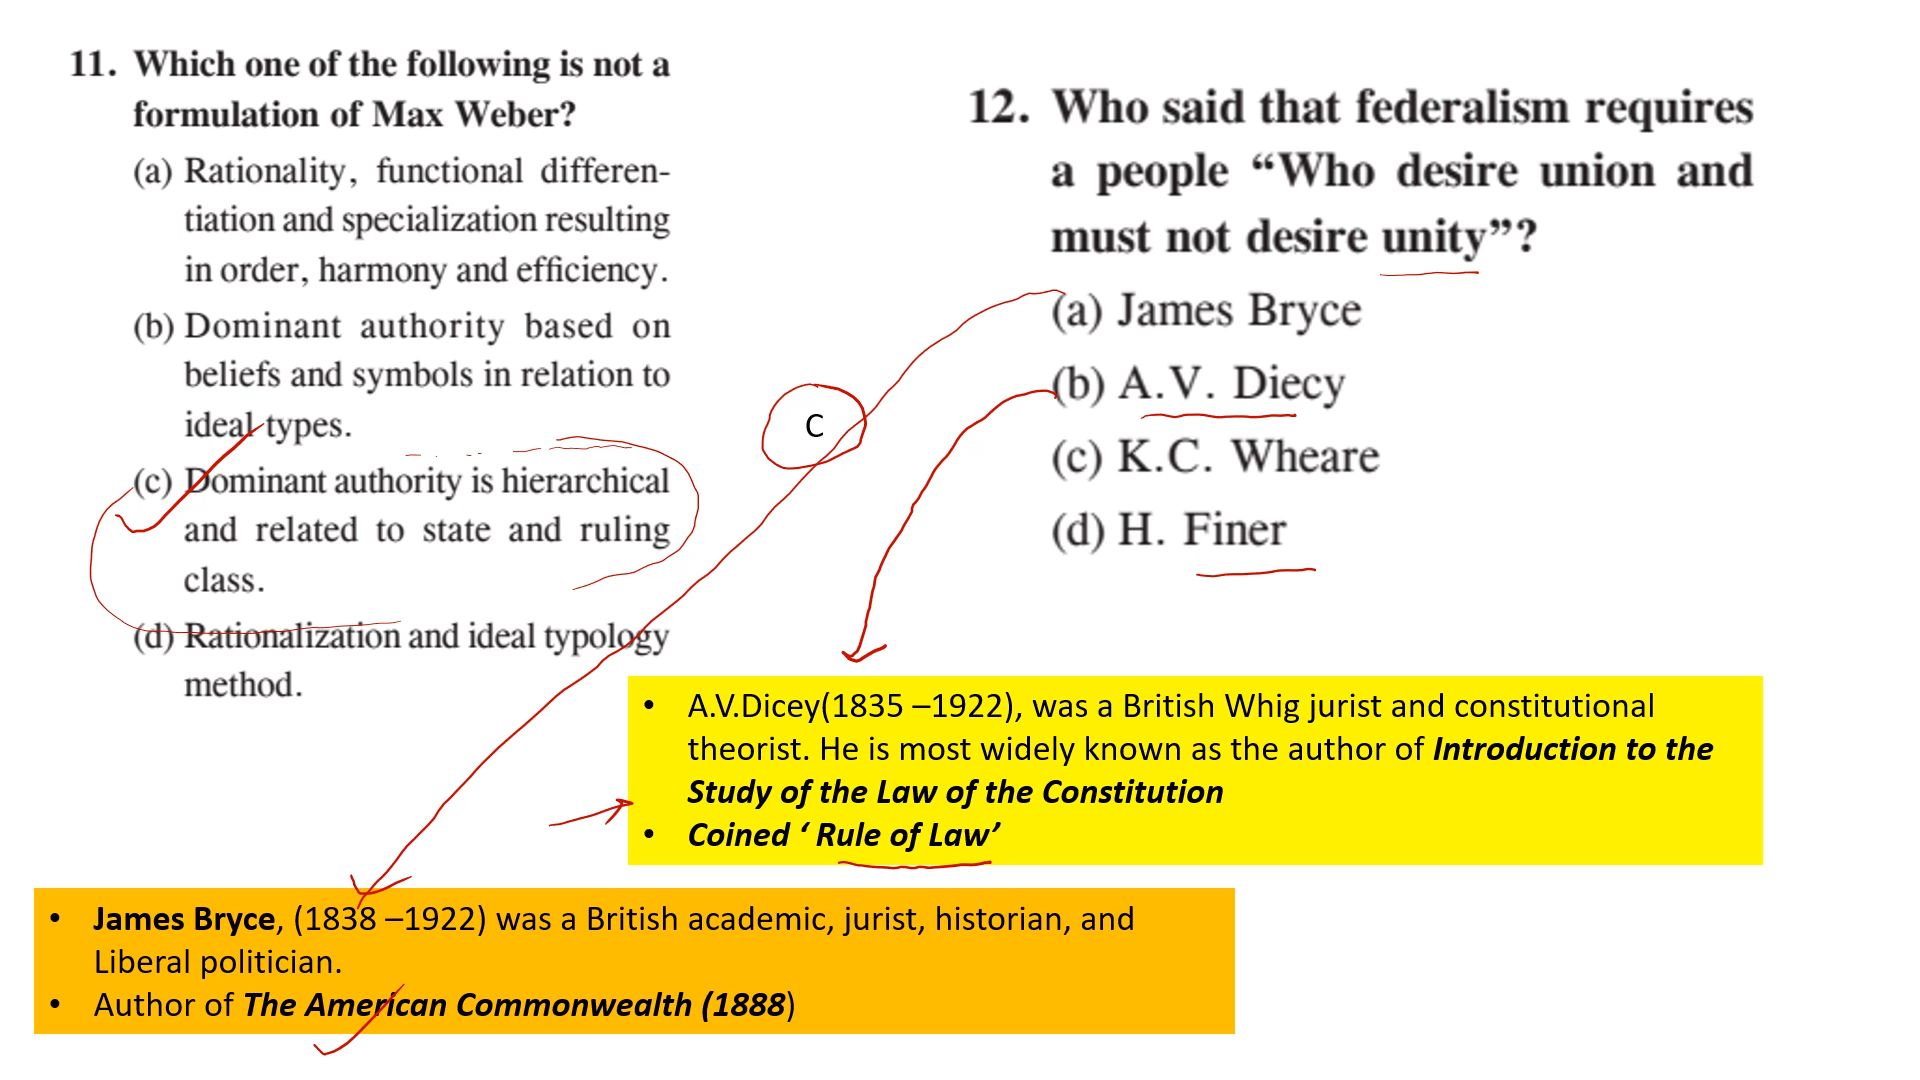 11. Which one of the following is not a
formulation of Max Weber?
(a) Rationality, functional differen-
tiation and specialization resulting
in order, harmony and efficiency.
(b) Dominant authority based on
beliefs and symbols in relation to
ideal types.
(c) Dominant authority is hierarchical
and related to state and ruling
class.
(d) Rationalization and ideal typology
method.
C
12. Who said that federalism requires
a people “Who desire union and
must not desire unity”?
(a) James Bryce
(b) A.V. Diecy
(c) K.C. Wheare
(d) H. Finer
• A.V.Dicey(1835 –1922), was a British Whig jurist and constitutional
theorist. He is most widely known as the author of Introduction to the
Study of the Law of the Constitution
• Coined ‘ Rule of Law’
• James Bryce, (1838 –1922) was a British academic, jurist, historian, and
Liberal politician.
• Author of The American Commonwealth (1888)